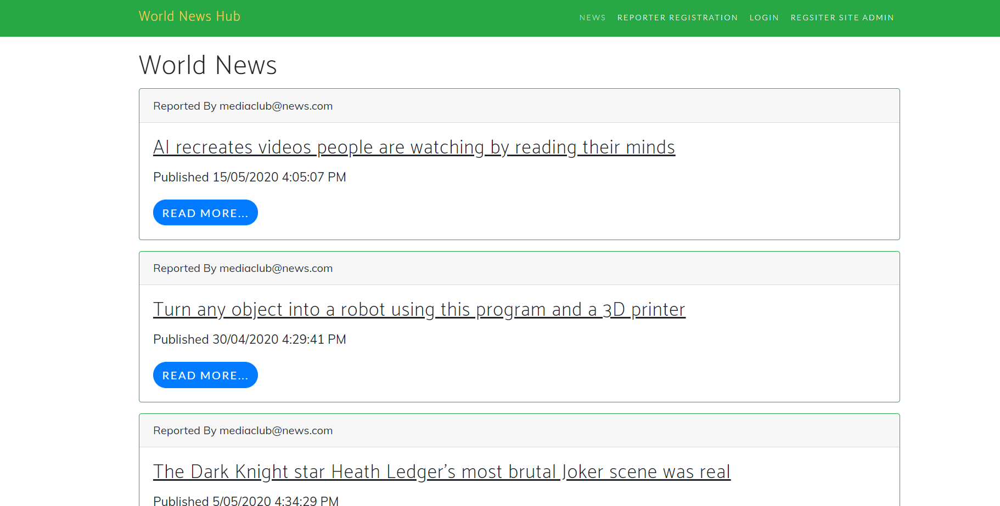 World News Hub
NEWS REPORTER REGISTRATION LOGIN REGSITER SITE ADMIN
World News
Reported By mediaclub@news.com
AI recreates videos people are watching by reading their minds
Published 15/05/2020 4:05:07 PM
READ MORE...
Reported By mediaclub@news.com
Turn any object into a robot using this program and a 3D printer
Published 30/04/2020 4:29:41 PM
READ MORE...
Reported By mediaclub@news.com
The Dark Knight star Heath Ledger’s most brutal Joker scene was real
Published 5/05/2020 4:34:29 PM